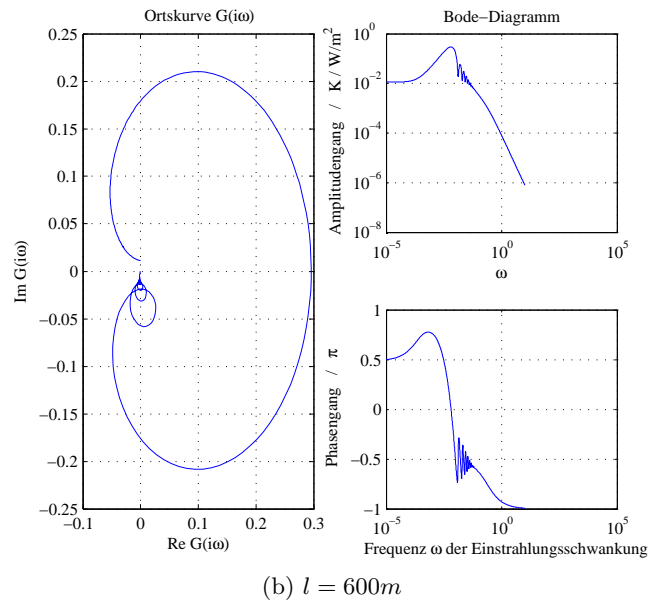 Ortskurve G(iω)
0.25
0.2
0.15
0.1
0.05
0
−0.05
−0.1
−0.15
−0.2
−0.25
−0.1 0 0.1 0.2 0.3
Im G(iω)
Re G(iω)
Bode−Diagramm
10^0
10^−2
10^−4
10^−6
10^−8
10^−5 10^0 10^5
Amplitudengang / K / W/m^2
ω
1
0.5
0
−0.5
−1
10^−5 10^0 10^5
Phasengang / π
Frequenz ω der Einstrahlungsschwankung
(b) l = 600m